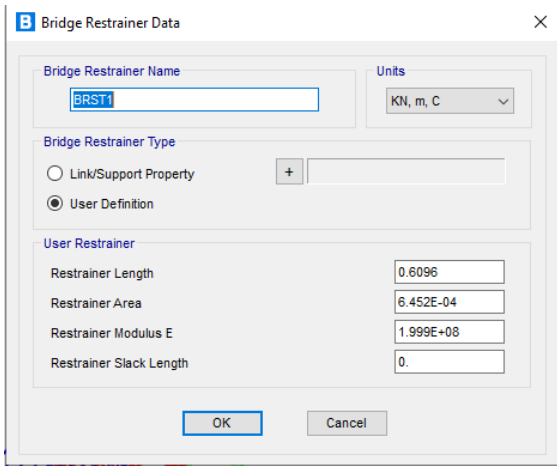 B Bridge Restrainer Data
Bridge Restrainer Name
BRST1
Units
KN, m, C
Bridge Restrainer Type
Link/Support Property
+
User Definition
User Restrainer
Restrainer Length 0.6096
Restrainer Area 6.452E-04
Restrainer Modulus E 1.999E+08
Restrainer Slack Length 0.
OK Cancel